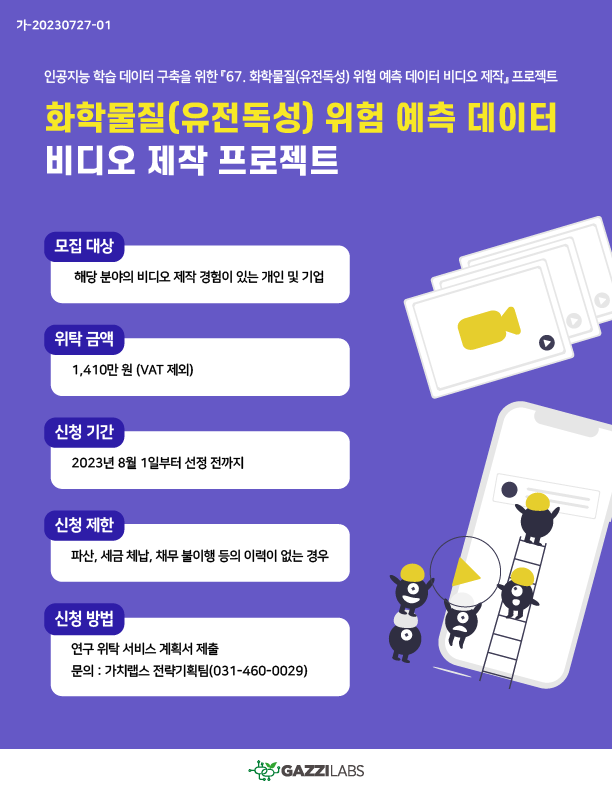 가-20230727-01
인공지능 학습 데이터 구축을 위한 『67. 화학물질(유전독성) 위험 예측 데이터 비디오 제작』 프로젝트
화학물질(유전독성) 위험 예측 데이터
비디오 제작 프로젝트
모집 대상
해당 분야의 비디오 제작 경험이 있는 개인 및 기업
위탁 금액
1,410만 원 (VAT 제외)
신청 기간
2023년 8월 1일부터 선정 전까지
신청 제한
파산, 세금 체납, 채무 불이행 등의 이력이 없는 경우
신청 방법
연구 위탁 서비스 계획서 제출
문의 : 가치랩스 전략기획팀(031-460-0029)
GAZZILABS